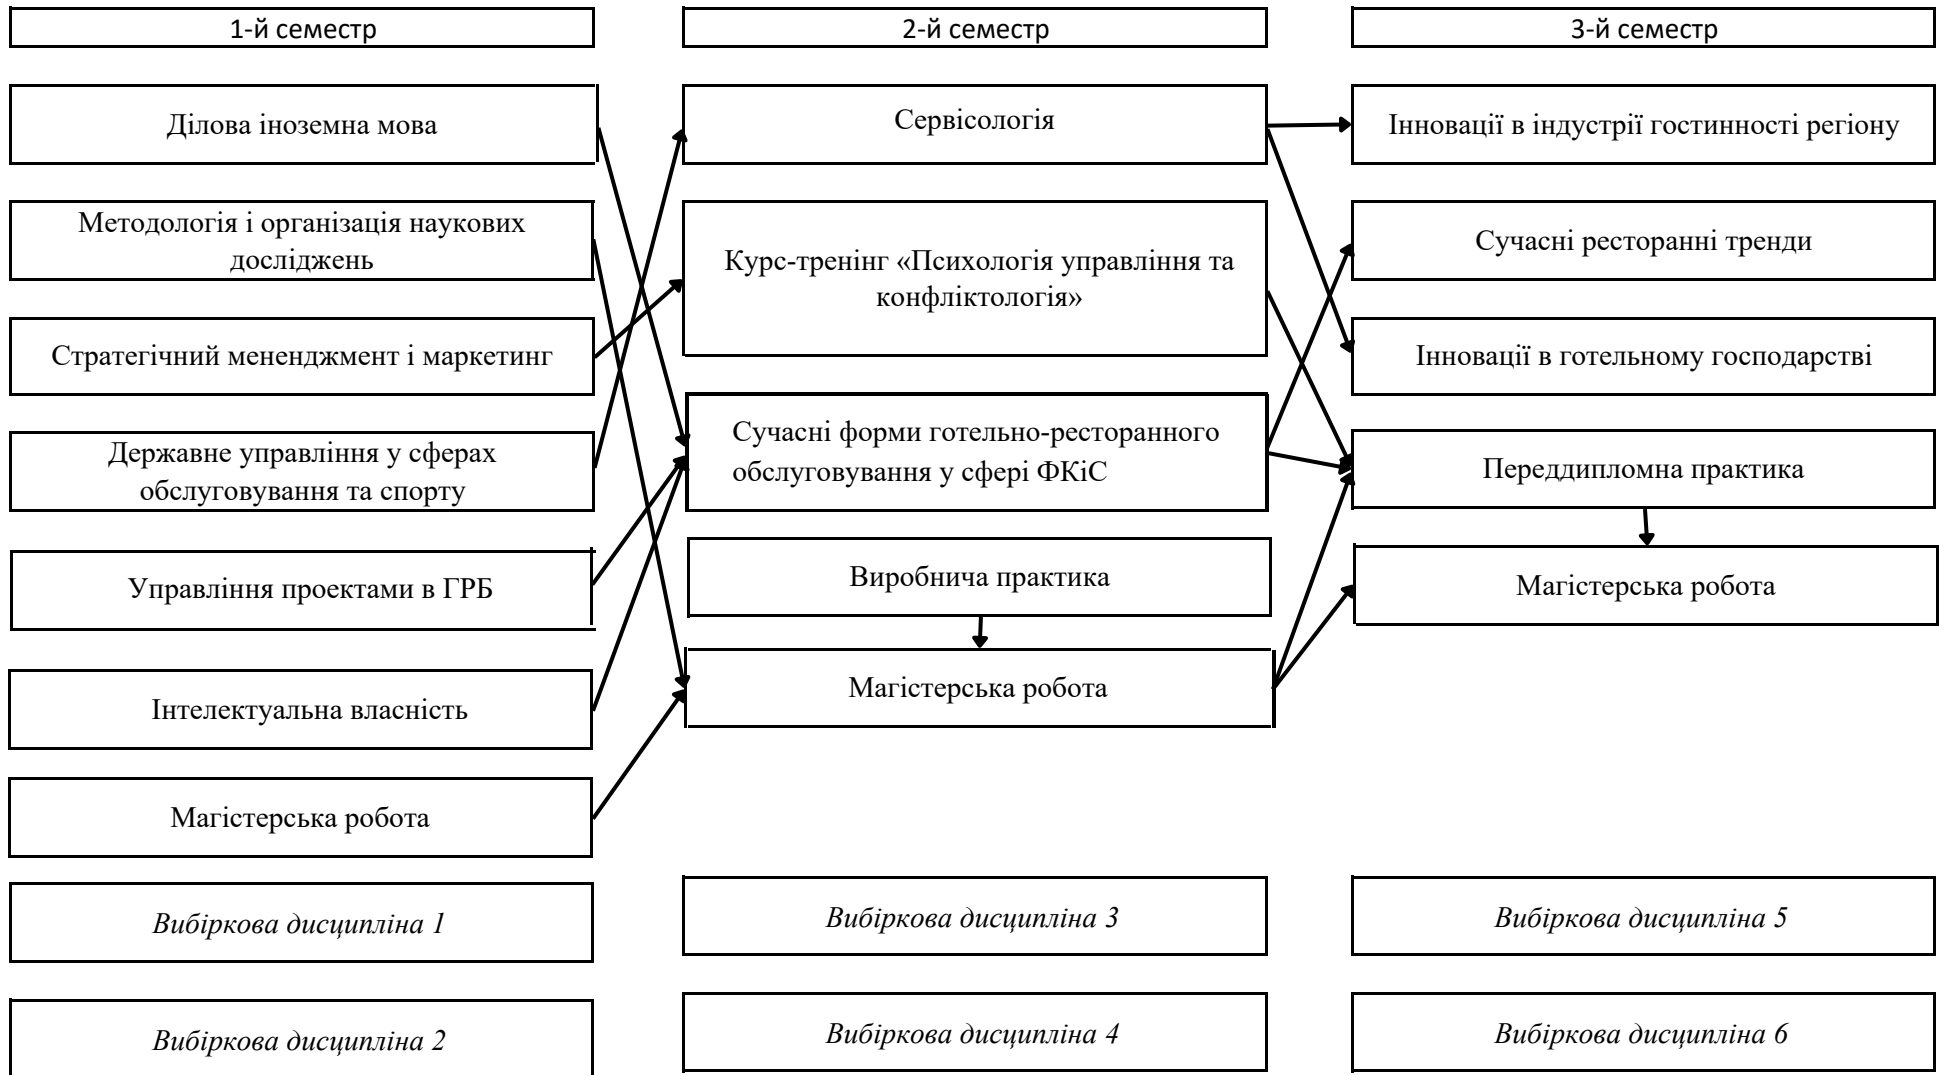 1-й семестр
2-й семестр
3-й семестр
Ділова іноземна мова
Сервісологія
Інновації в індустрії гостинності регіону
Методологія і організація наукових
досліджень
Курс-тренінг «Психологія управління та
конфліктологія»
Сучасні ресторанні тренди
Стратегічний мененджмент і маркетинг
Інновації в готельному господарстві
Державне управління у сферах
обслуговування та спорту
Сучасні форми готельно-ресторанного
обслуговування у сфері ФКіС
Переддипломна практика
Управління проектами в ГРБ
Виробнича практика
Магістерська робота
Інтелектуальна власність
Магістерська робота
Магістерська робота
Вибіркова дисципліна 1
Вибіркова дисципліна 3
Вибіркова дисципліна 5
Вибіркова дисципліна 2
Вибіркова дисципліна 4
Вибіркова дисципліна 6